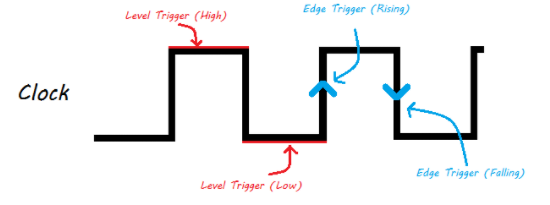 Level Trigger (High)
Edge Trigger (Rising)
Clock
Level Trigger (Low)
Edge Trigger (Falling)